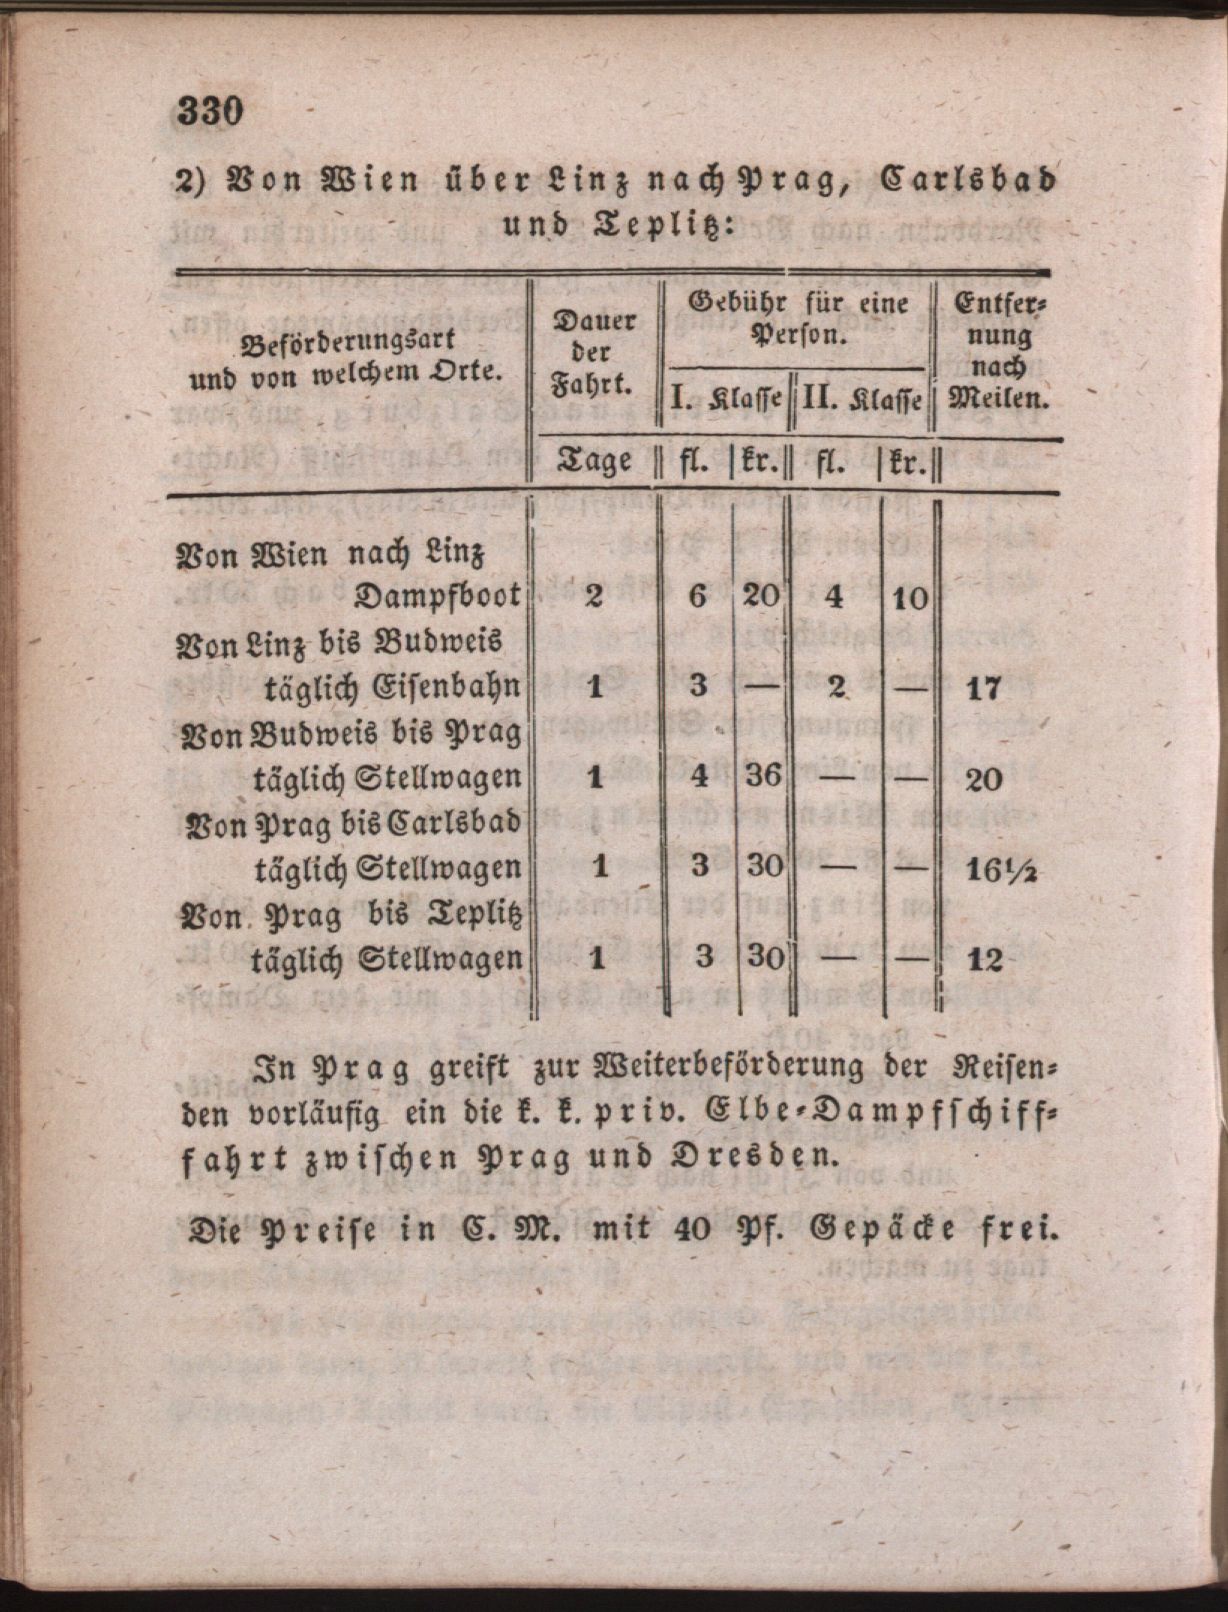 330
2) Von Wien über Linz nach Prag, Carlsbad
und Teplitz:
Beförderungsart
und von welchem Orte.
Dauer
der
Fahrt.
Gebühr für eine
Person.
I. Klasse II. Klasse
Entfer-
nung
nach
Meilen.
Tage fl. kr. fl. kr.
Von Wien nach Linz
Dampfboot 2 6 20 4 10
Von Linz bis Budweis
täglich Eisenbahn 1 3 — 2 — 17
Von Budweis bis Prag
täglich Stellwagen 1 4 36 — — 20
Von Prag bis Carlsbad
täglich Stellwagen 1 3 30 — — 16½
Von Prag bis Teplitz
täglich Stellwagen 1 3 30 — — 12
In Prag greift zur Weiterbeförderung der Reisen-
den vorläufig ein die k. k. priv. Elbe-Dampfschiff-
fahrt zwischen Prag und Dresden.
Die Preise in C. M. mit 40 Pf. Gepäcke frei.